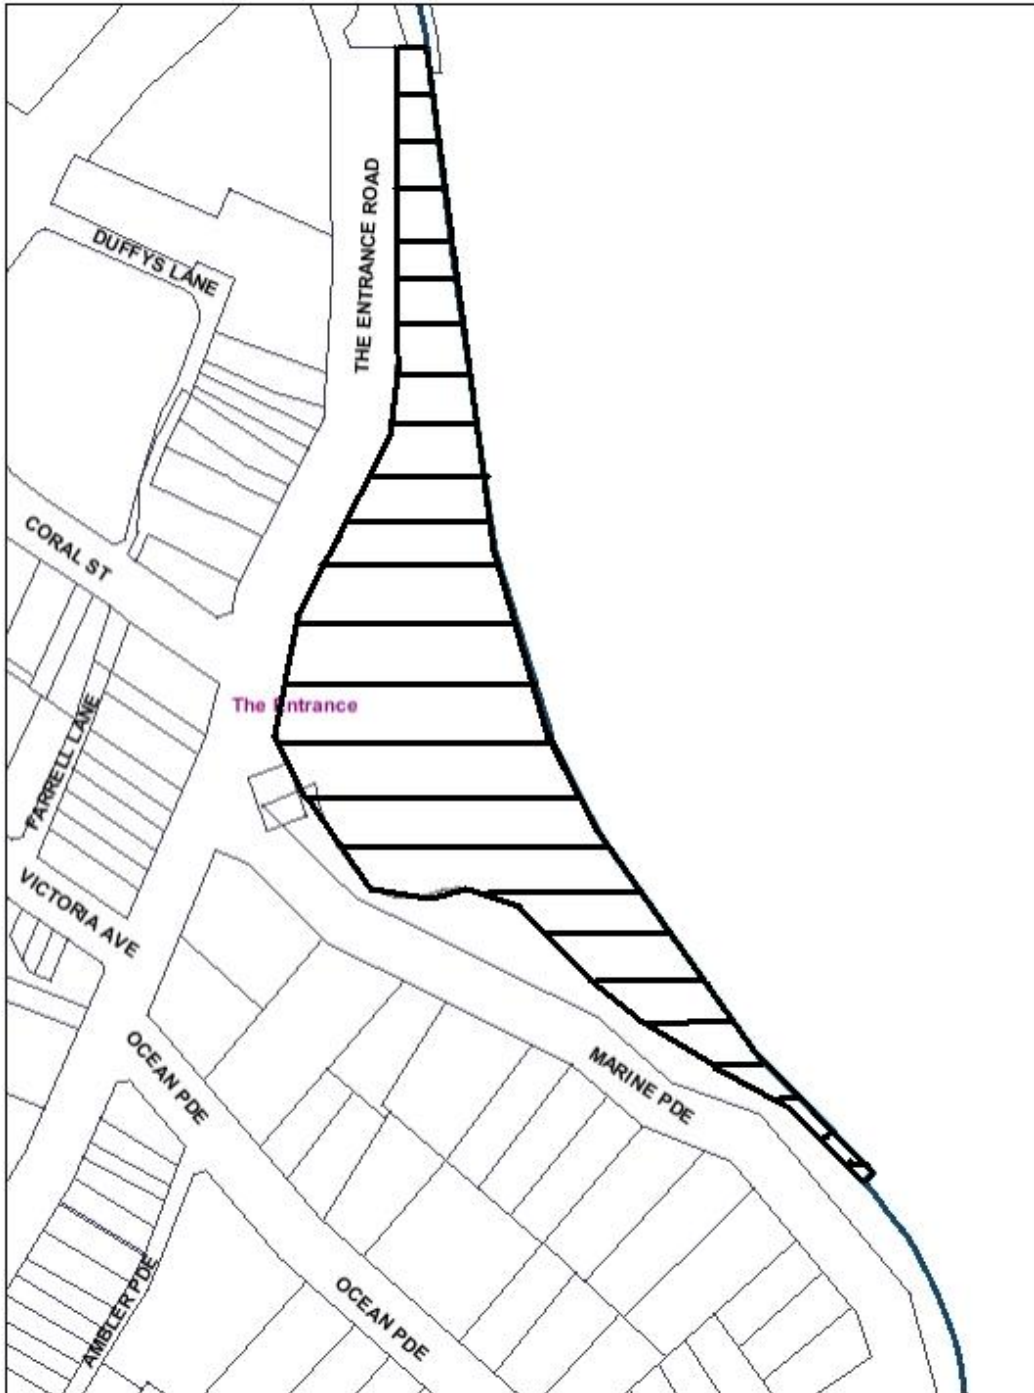 THE ENTRANCE ROAD
DUFFYS LANE
CORAL ST
The Entrance
FARRELL LANE
VICTORIA AVE
OCEAN PDE
MARINE PDE
AMBLER PDE
OCEAN PDE